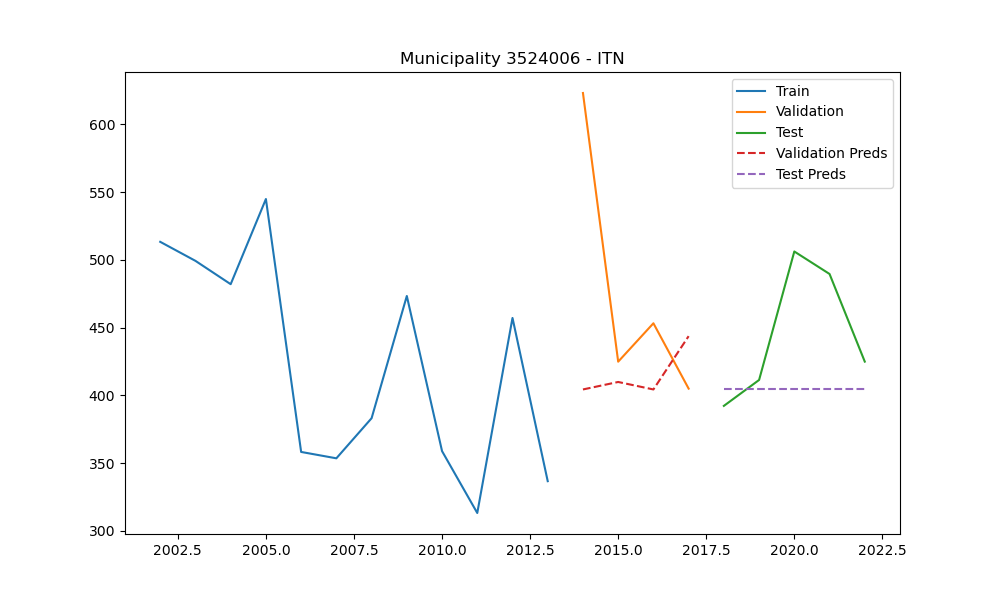 Municipality 3524006 - ITN
600
550
500
450
400
350
300
2002.5 2005.0 2007.5 2010.0 2012.5 2015.0 2017.5 2020.0 2022.5
Train
Validation
Test
Validation Preds
Test Preds